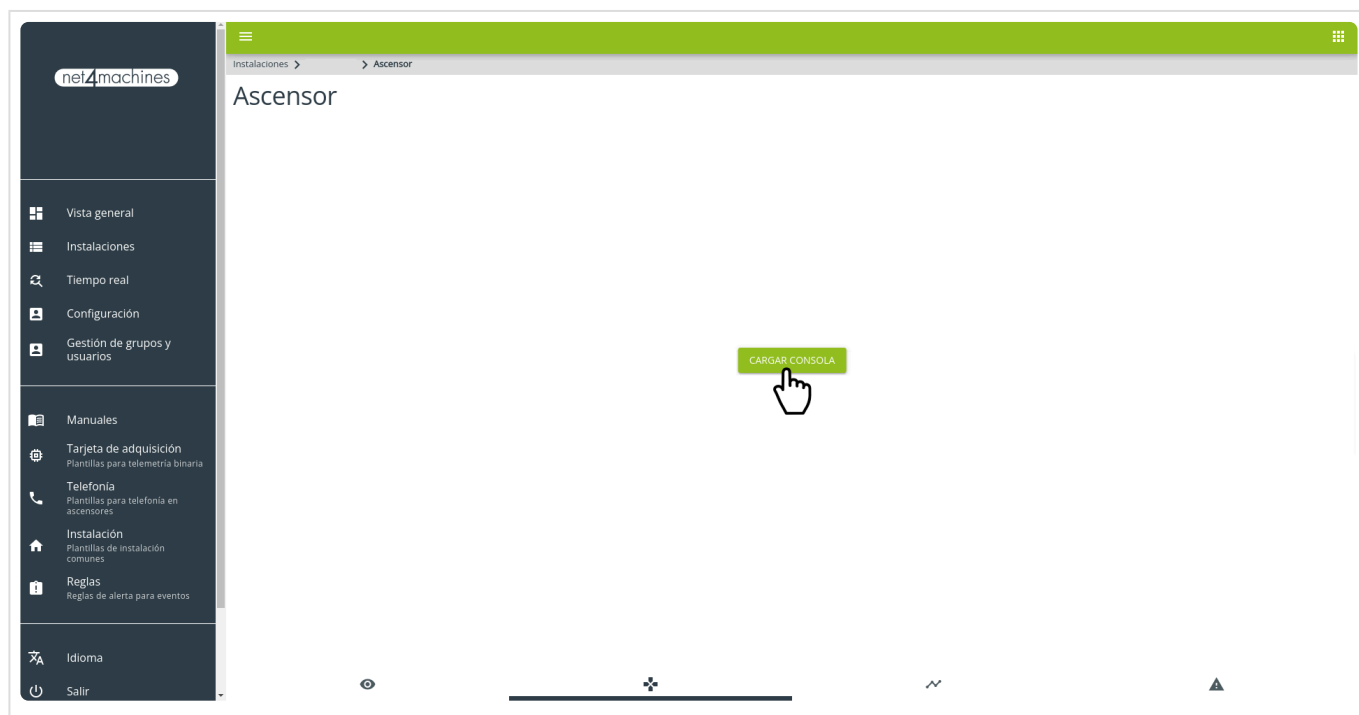 net4machines
Vista general
Instalaciones
Tiempo real
Configuración
Gestión de grupos y
usuarios
Manuales
Tarjeta de adquisición
Plantillas para telemetría binaria
Telefonía
Plantillas para telefonía en
ascensores
Instalación
Plantillas de instalación
comunes
Reglas
Reglas de alerta para eventos
Idioma
Salir
Instalaciones > > Ascensor
Ascensor
CARGAR CONSOLA